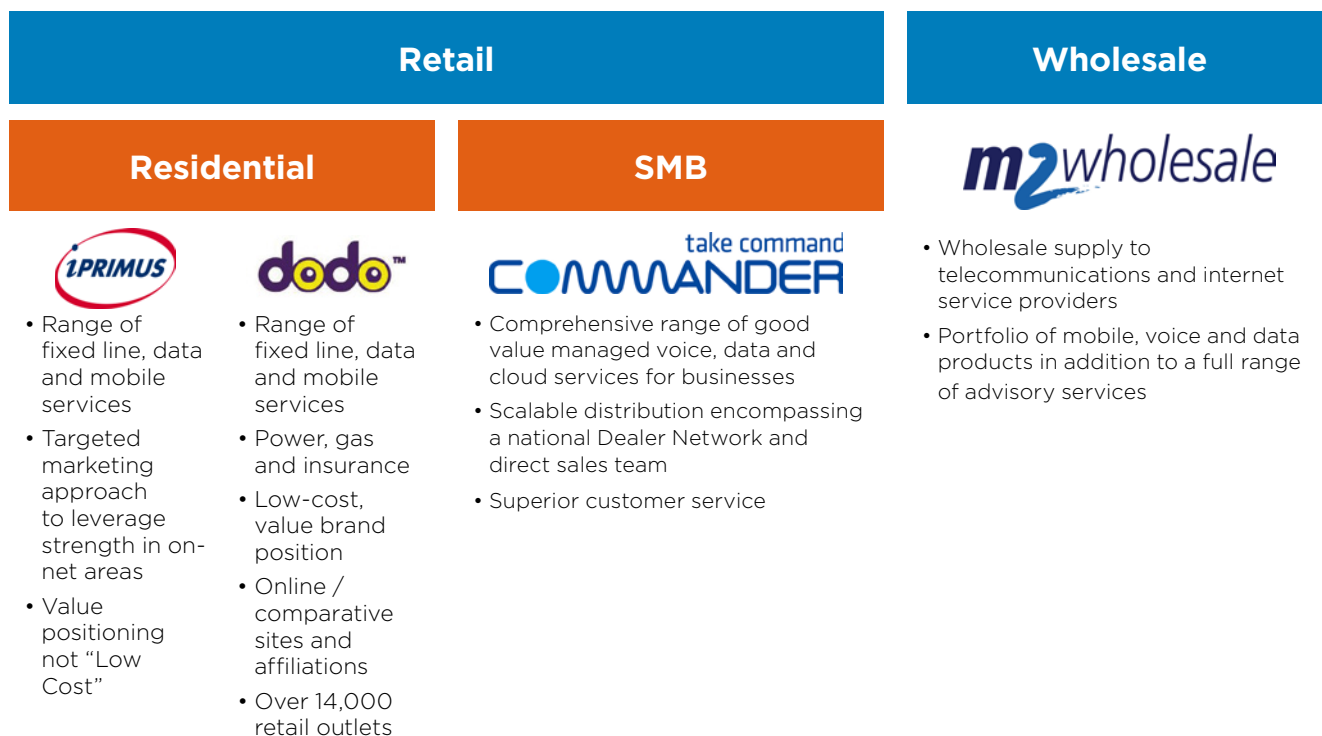 Retail
Wholesale
Residential
SMB
m2wholesale
iPRIMUS
dodo™
take command
COMMANDER
• Range of
fixed line, data
and mobile
services
• Targeted
marketing
approach
to leverage
strength in on-
net areas
• Value
positioning
not “Low
Cost”
• Range of
fixed line, data
and mobile
services
• Power, gas
and insurance
• Low-cost,
value brand
position
• Online /
comparative
sites and
affiliations
• Over 14,000
retail outlets
• Comprehensive range of good
value managed voice, data and
cloud services for businesses
• Scalable distribution encompassing
a national Dealer Network and
direct sales team
• Superior customer service
• Wholesale supply to
telecommunications and internet
service providers
• Portfolio of mobile, voice and data
products in addition to a full range
of advisory services